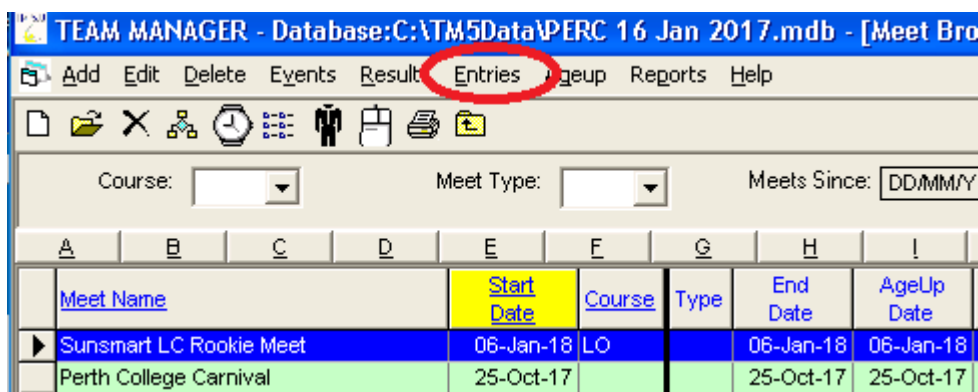 TEAM MANAGER - Database:C:\TM5Data\PERC 16 Jan 2017.mdb - [Meet Bro
Add Edit Delete Events Result Entries geup Reports Help
Course: Meet Type: Meets Since: DD/MM/Y
A B C D E F G H I
Meet Name Start Date Course Type End Date AgeUp Date
Sunsmart LC Rookie Meet 06-Jan-18 LO 06-Jan-18 06-Jan-18
Perth College Carnival 25-Oct-17 25-Oct-17 25-Oct-17